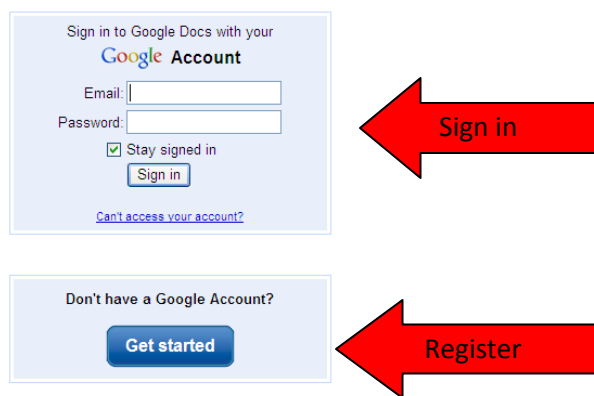 Sign in to Google Docs with your
Google Account
Email:
Password:
Sign in
Stay signed in
Sign in
Can't access your account?
Don't have a Google Account?
Get started
Register